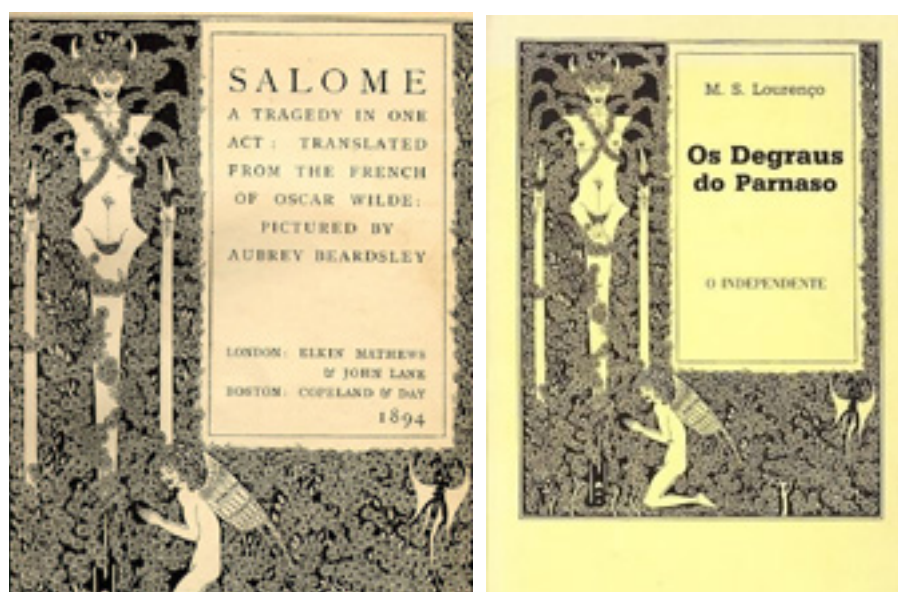 SALOME
A TRAGEDY IN ONE
ACT: TRANSLATED
FROM THE FRENCH
OF OSCAR WILDE:
PICTURED BY
AUBREY BEARDSLEY
LONDON: ELKIN MATHEWS
& JOHN LANE
BOSTON: COPELAND & DAY
1894
M. S. Lourenço
Os Degraus
do Parnaso
O INDEPENDENTE